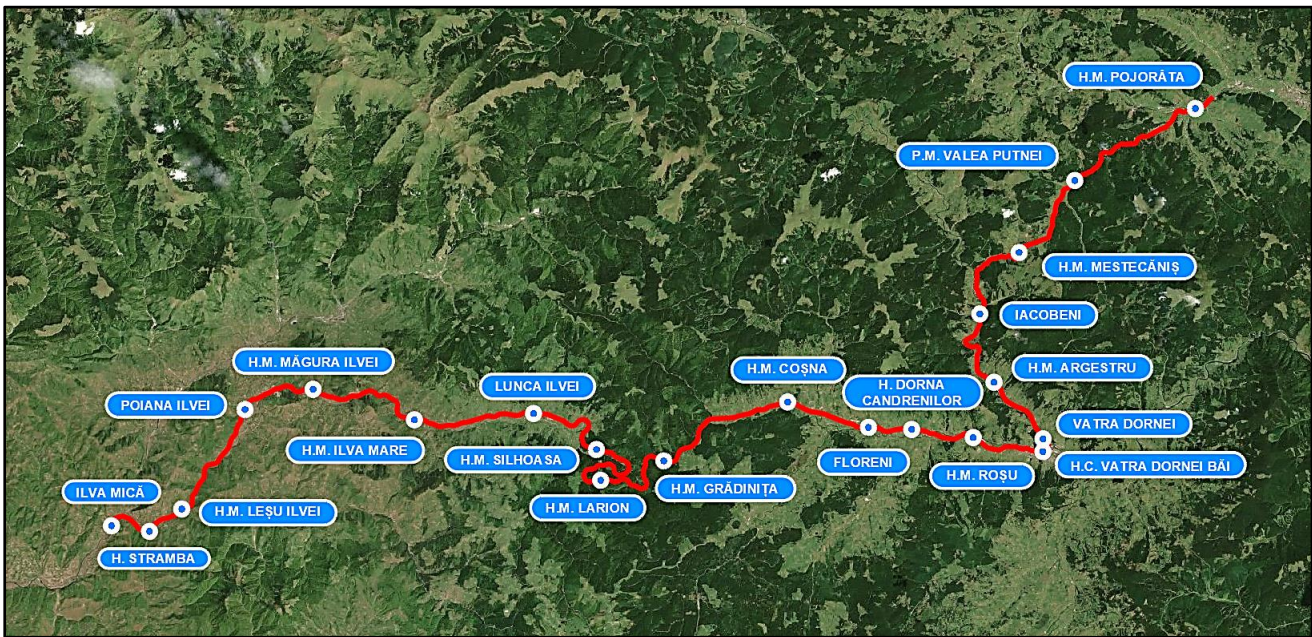 H.M. POJORÂTA
P.M. VALEA PUTNEI
H.M. MESTECĂNIȘ
IACOBENI
H.M. MĂGURA ILVEI
H.M. COȘNA
H.M. ARGESTRU
LUNCA ILVEI
H. DORNA
CANDRENILOR
POIANA ILVEI
VATRA DORNEI
H.M. ILVA MARE
H.M. SILHOASA
FLORENI
H.M. ROȘU
H.C. VATRA DORNEI BĂI
ILVA MICĂ
H.M. GRĂDINIȚA
H.M. LEȘU ILVEI
H.M. LARION
H. STRAMBA